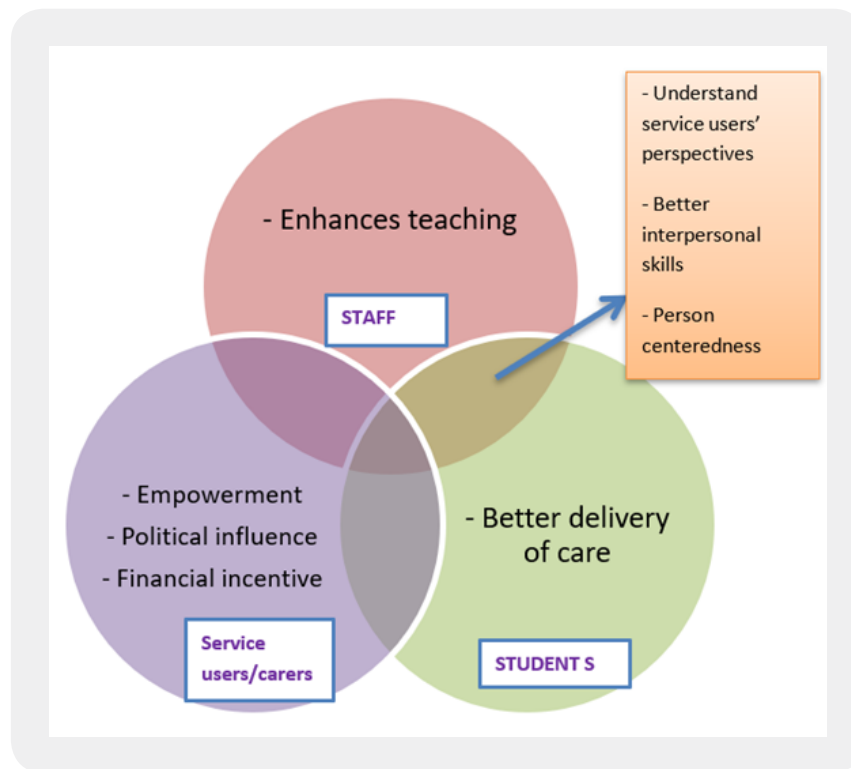 - Understand
service users’
perspectives
- Better
interpersonal
skills
- Person
centeredness
- Enhances teaching
STAFF
- Empowerment
- Political influence
- Financial incentive
Service
users/carers
- Better delivery
of care
STUDENT S